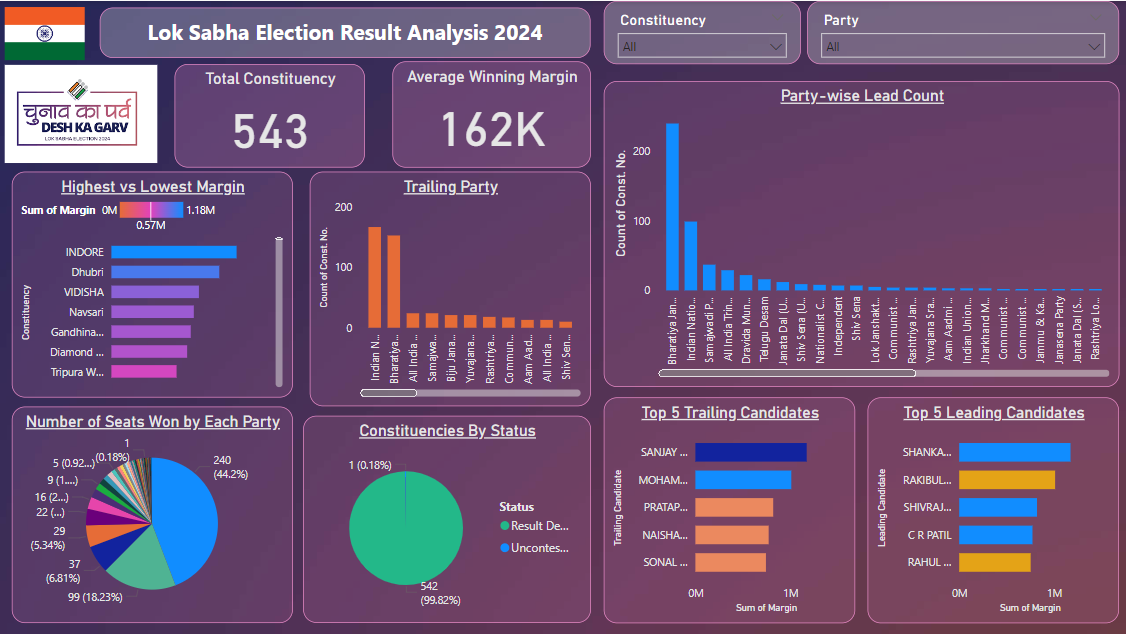 Lok Sabha Election Result Analysis 2024
Constituency
All
Party
All
चुनाव का पर्व
DESH KA GARV
LOK SABHA ELECTION 2024
Total Constituency
543
Average Winning Margin
162K
Highest vs Lowest Margin
Sum of Margin 0M 1.18M
0.57M
Constituency
INDORE
Dhubri
VIDISHA
Navsari
Gandhina...
Diamond ...
Tripura W...
Trailing Party
Count of Const. No.
200
100
0
Indian N...
Bharatiya...
All India ...
Samajwa...
Biju Jana...
Yuvajana...
Rashtriya...
Commun...
Aam Aad...
All India ...
Shiv Sen...
Party-wise Lead Count
Count of Const. No.
200
100
0
Bharatiya Jan...
Indian Natio...
Samajwadi P...
All India Trin...
Dravida Mun...
Telugu Desam
Janata Dal (U...
Shiv Sena (U...
Nationalist C...
Independent
Shiv Sena
Lok Janshakt...
Communist ...
Rashtriya Jan...
Yuvajana Sra...
Aam Aadmi ...
Indian Union...
Jharkhand M...
Communist ...
Communist ...
Jammu & Ka...
Janasena Party
Janata Dal (S...
Rashtriya Lo...
Number of Seats Won by Each Party
1
(0.18%)
5 (0.92...)
9 (1....)
16 (2...)
22 (...)
29
(5.34%)
37
(6.81%)
99 (18.23%)
240
(44.2%)
Constituencies By Status
1 (0.18%)
542
(99.82%)
Status
Result De...
Uncontes...
Top 5 Trailing Candidates
Trailing Candidate
SANJAY ...
MOHAM...
PRATAP...
NAISHA...
SONAL ...
0M 1M
Sum of Margin
Top 5 Leading Candidates
Leading Candidate
SHANKA...
RAKIBUL...
SHIVRAJ...
C R PATIL
RAHUL ...
0M 1M
Sum of Margin